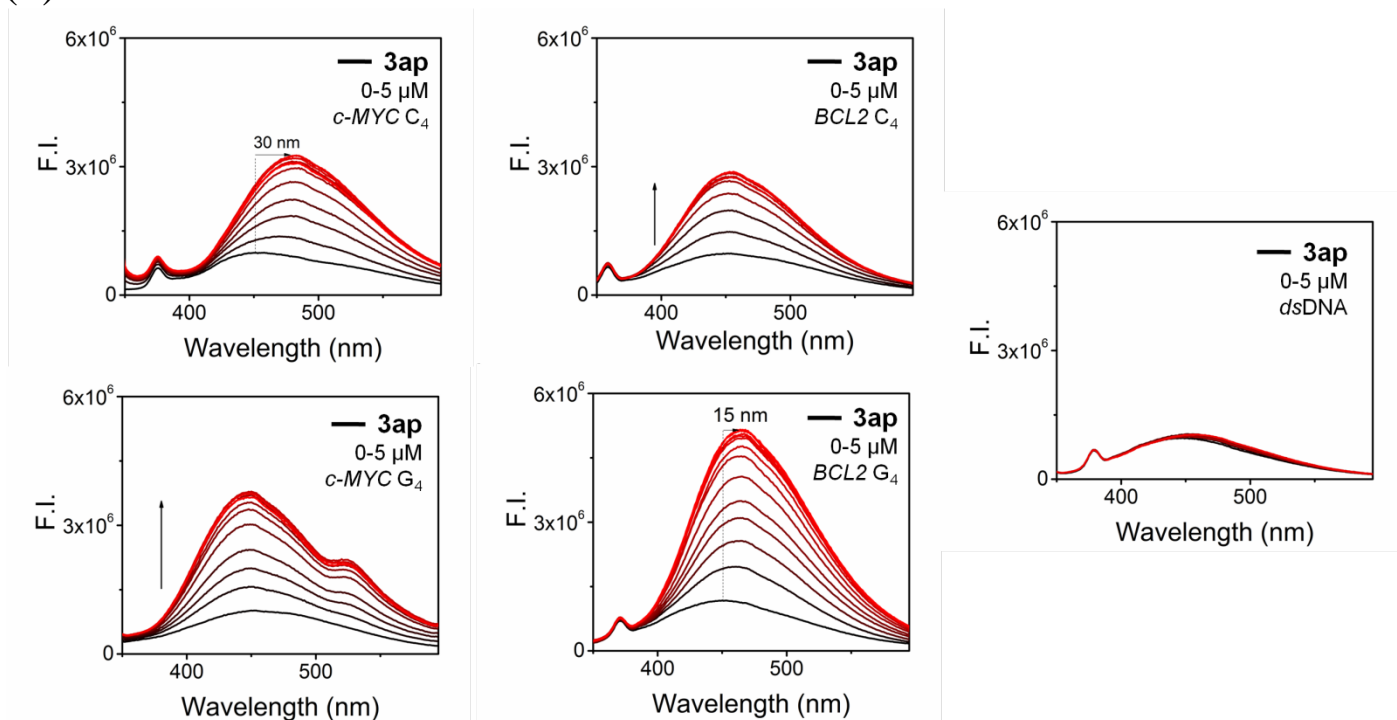 6x10⁶
3ap
0-5 µM
c-MYC C₄
30 nm
F.I.
3x10⁶
0
400
500
Wavelength (nm)
6x10⁶
3ap
0-5 µM
BCL2 C₄
F.I.
3x10⁶
0
400
500
Wavelength (nm)
6x10⁶
3ap
0-5 µM
dsDNA
F.I.
3x10⁶
0
400
500
Wavelength (nm)
6x10⁶
3ap
0-5 µM
c-MYC G₄
F.I.
3x10⁶
0
400
500
Wavelength (nm)
6x10⁶
15 nm
3ap
0-5 µM
BCL2 G₄
F.I.
3x10⁶
0
400
500
Wavelength (nm)